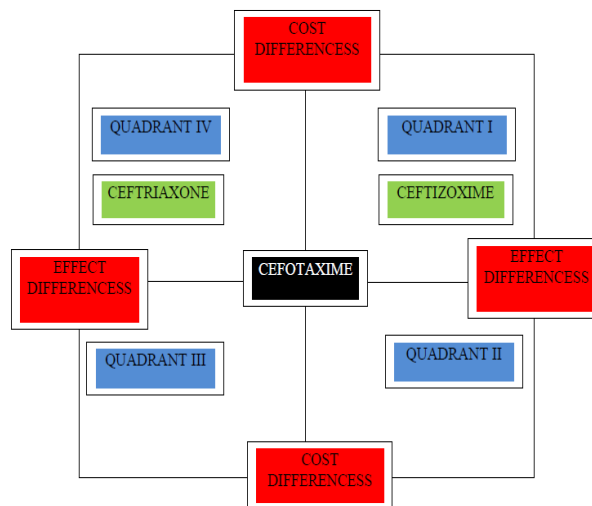 COST
DIFFERENCESS
QUADRANT IV
QUADRANT I
CEFTRIAXONE
CEFTIZOXIME
EFFECT
DIFFERENCESS
CEFOTAXIME
EFFECT
DIFFERENCESS
QUADRANT III
QUADRANT II
COST
DIFFERENCESS